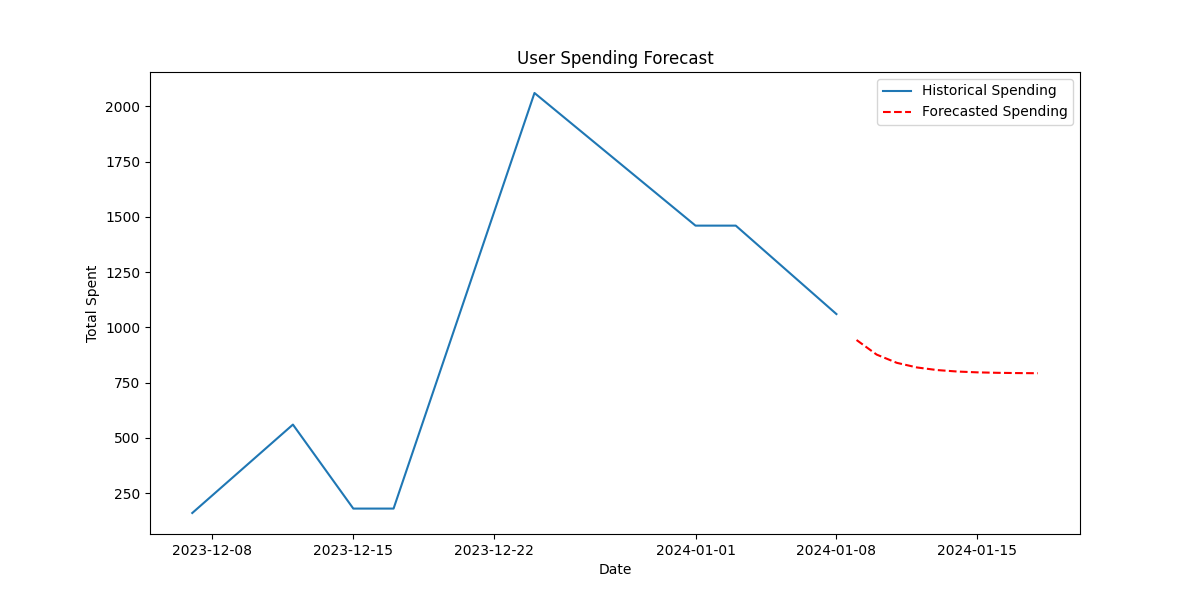 User Spending Forecast
Historical Spending
Forecasted Spending
Total Spent
2000
1750
1500
1250
1000
750
500
250
2023-12-08 2023-12-15 2023-12-22 2024-01-01 2024-01-08 2024-01-15
Date